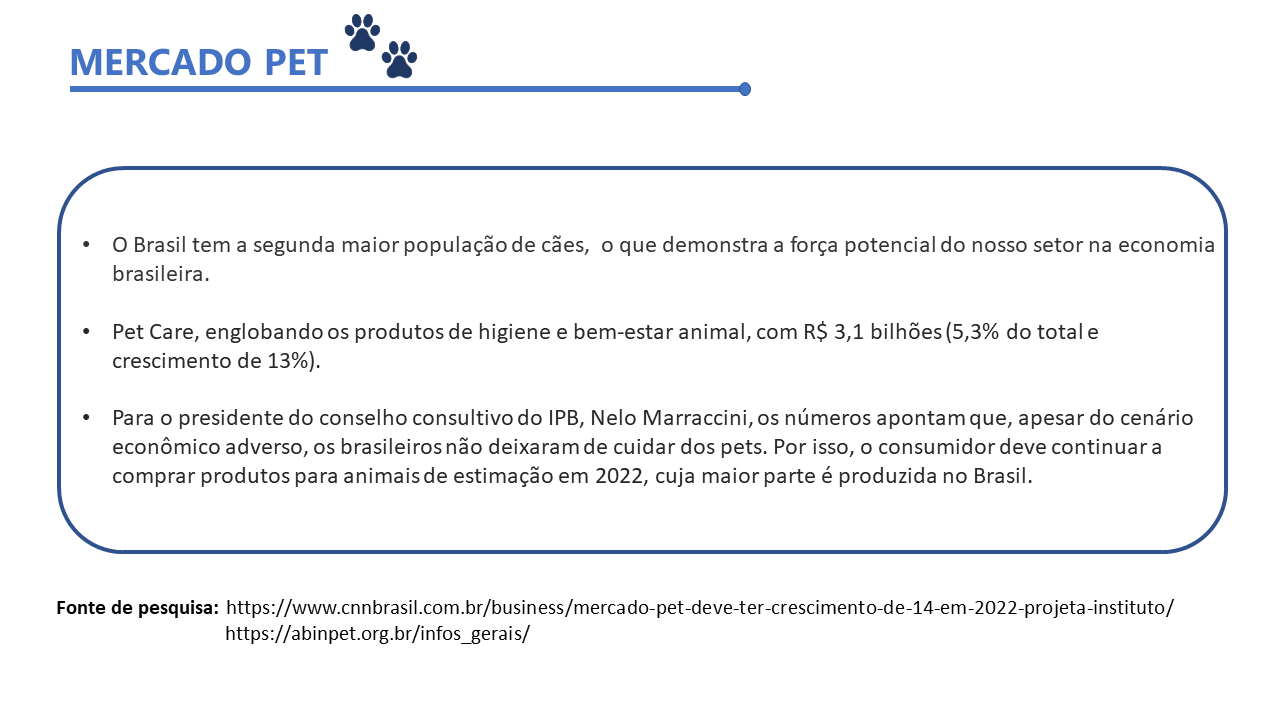 MERCADO PET
• O Brasil tem a segunda maior população de cães,  o que demonstra a força potencial do nosso setor na economia
brasileira.
• Pet Care, englobando os produtos de higiene e bem-estar animal, com R$ 3,1 bilhões (5,3% do total e
crescimento de 13%).
• Para o presidente do conselho consultivo do IPB, Nelo Marraccini, os números apontam que, apesar do cenário
econômico adverso, os brasileiros não deixaram de cuidar dos pets. Por isso, o consumidor deve continuar a
comprar produtos para animais de estimação em 2022, cuja maior parte é produzida no Brasil.
Fonte de pesquisa: https://www.cnnbrasil.com.br/business/mercado-pet-deve-ter-crescimento-de-14-em-2022-projeta-instituto/
https://abinpet.org.br/infos_gerais/